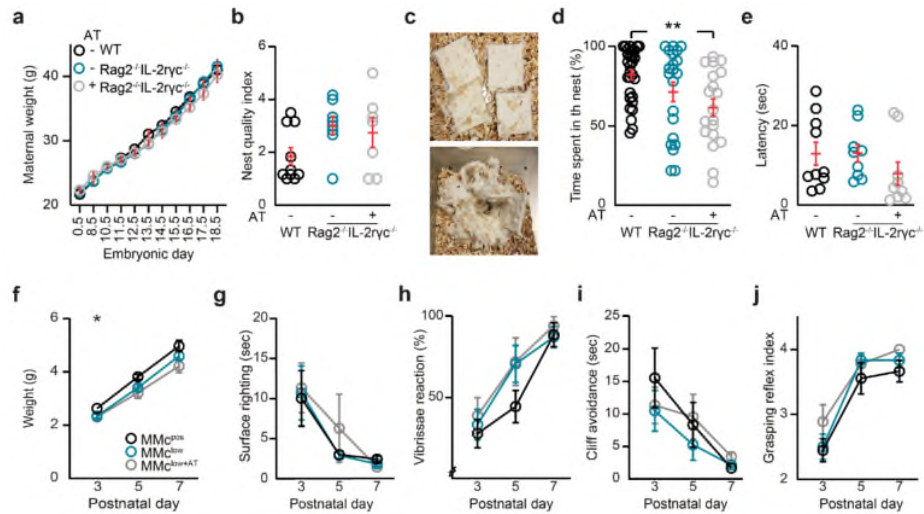 a
AT
- WT
- Rag2⁻/⁻IL-2rγc⁻/⁻
+ Rag2⁻/⁻IL-2rγc⁻/⁻
Maternal weight (g)
40
30
20
0.5
8.5
10.5
11.5
12.5
13.5
14.5
15.5
16.5
17.5
18.5
Embryonic day
b
Nest quality index
6
4
2
0
AT - - +
WT Rag2⁻/⁻IL-2rγc⁻/⁻
c
d
**
Time spent in th nest (%)
100
50
0
AT - - +
WT Rag2⁻/⁻IL-2rγc⁻/⁻
e
Latency (sec)
40
30
20
10
0
AT - - +
WT Rag2⁻/⁻IL-2rγc⁻/⁻
f
*
Weight (g)
6
4
2
0
MMcᵖᵒˢ
MMcˡᵒʷ
MMcˡᵒʷ⁺ᴬᵀ
3 5 7
Postnatal day
g
Surface righting (sec)
20
15
10
5
0
3 5 7
Postnatal day
h
Vibrissae reaction (%)
100
50
3 5 7
Postnatal day
i
Cliff avoidance (sec)
25
20
15
10
5
0
3 5 7
Postnatal day
j
Grasping reflex index
4
3
2
3 5 7
Postnatal day